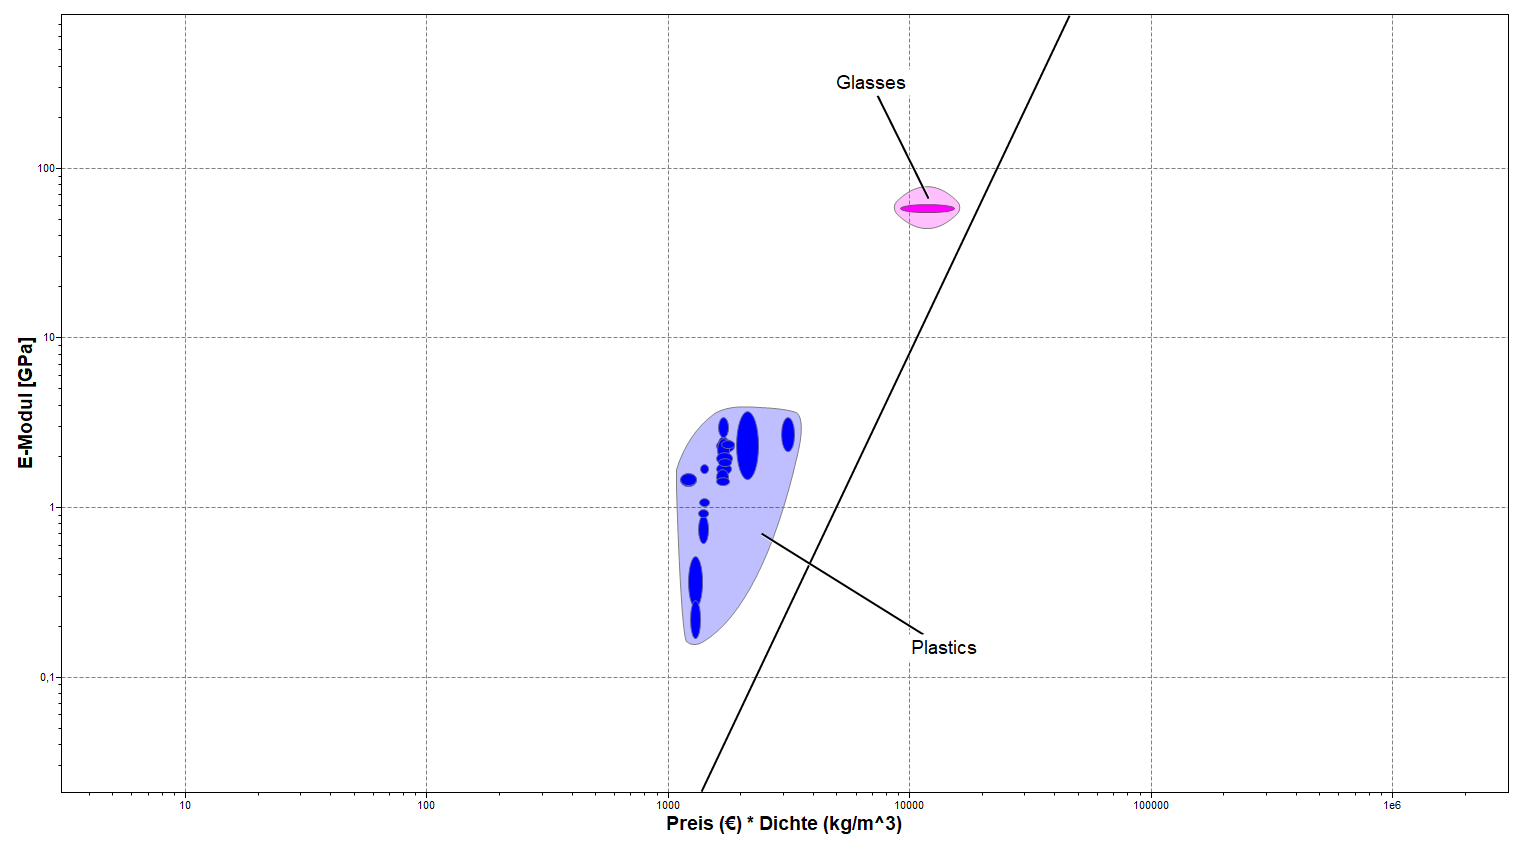 Glasses
100
10
E-Modul [GPa]
1
Plastics
0,1
10
100
1000
10000
100000
1e6
Preis (€) * Dichte (kg/m^3)